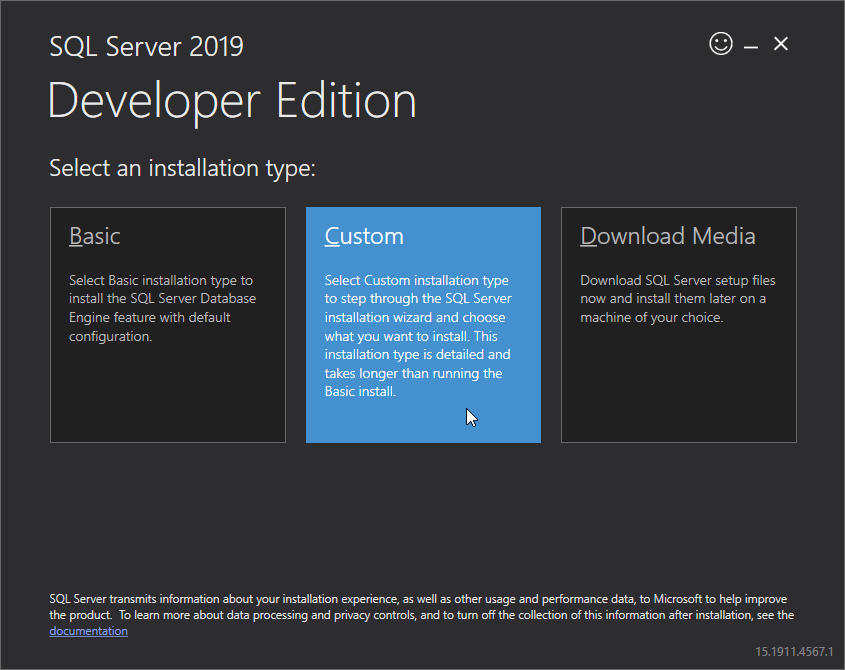 SQL Server 2019
Developer Edition
Select an installation type:
Basic
Select Basic installation type to
install the SQL Server Database
Engine feature with default
configuration.
Custom
Select Custom installation type
to step through the SQL Server
installation wizard and choose
what you want to install. This
installation type is detailed and
takes longer than running the
Basic install.
Download Media
Download SQL Server setup files
now and install them later on a
machine of your choice.
SQL Server transmits information about your installation experience, as well as other usage and performance data, to Microsoft to help improve
the product.  To learn more about data processing and privacy controls, and to turn off the collection of this information after installation, see the
documentation
15.1911.4567.1